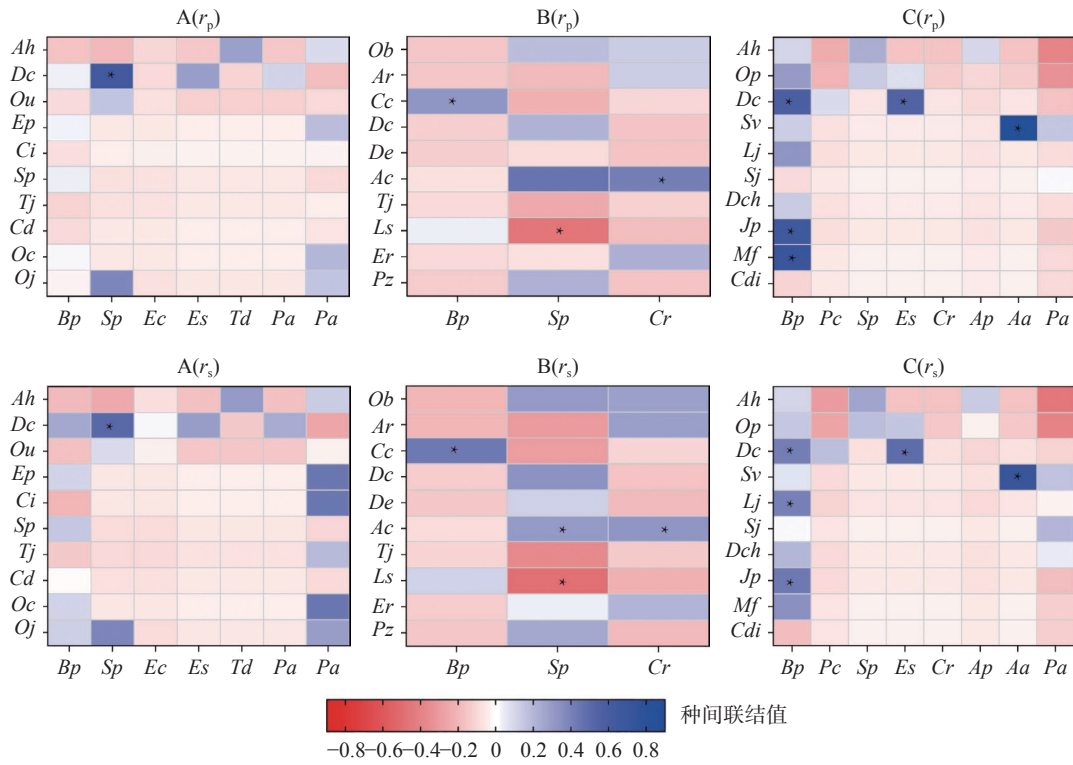 A(rp) B(rp) C(rp)
Ah Ob Ah
Dc * Ar Op
Ou Cc * Dc * *
Ep Dc Sv *
Ci De Lj
Sp Ac * Sj
Tj Tj Dch
Cd Ls * Jp *
Oc Er Mf *
Oj Pz Cdi
Bp Sp Ec Es Td Pa Pa Bp Sp Cr Bp Pc Sp Es Cr Ap Aa Pa
A(rs) B(rs) C(rs)
Ah Ob Ah
Dc * Ar Op
Ou Cc * Dc * *
Ep Dc Sv *
Ci De Lj *
Sp Ac * * Sj
Tj Tj Dch
Cd Ls * Jp *
Oc Er Mf
Oj Pz Cdi
Bp Sp Ec Es Td Pa Pa Bp Sp Cr Bp Pc Sp Es Cr Ap Aa Pa
种间联结值
−0.8 −0.6 −0.4 −0.2 0 0.2 0.4 0.6 0.8